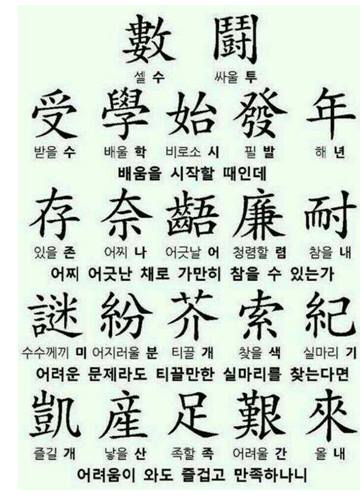 數 鬪
셀 수 싸울 투
受 學 始 發 年
받을 수 배울 학 비로소 시 필 발 해 년
배움을 시작할 때인데
存 奈 齬 廉 耐
있을 존 어찌 나 어긋날 어 청렴할 렴 참을 내
어찌 어긋난 채로 가만히 참을 수 있는가
謎 紛 芥 索 紀
수수께끼 미 어지러울 분 티끌 개 찾을 색 실마리 기
어려운 문제라도 티끌만한 실마리를 찾는다면
凱 産 足 艱 來
즐길 개 낳을 산 족할 족 어려울 간 올 내
어려움이 와도 즐겁고 만족하나니